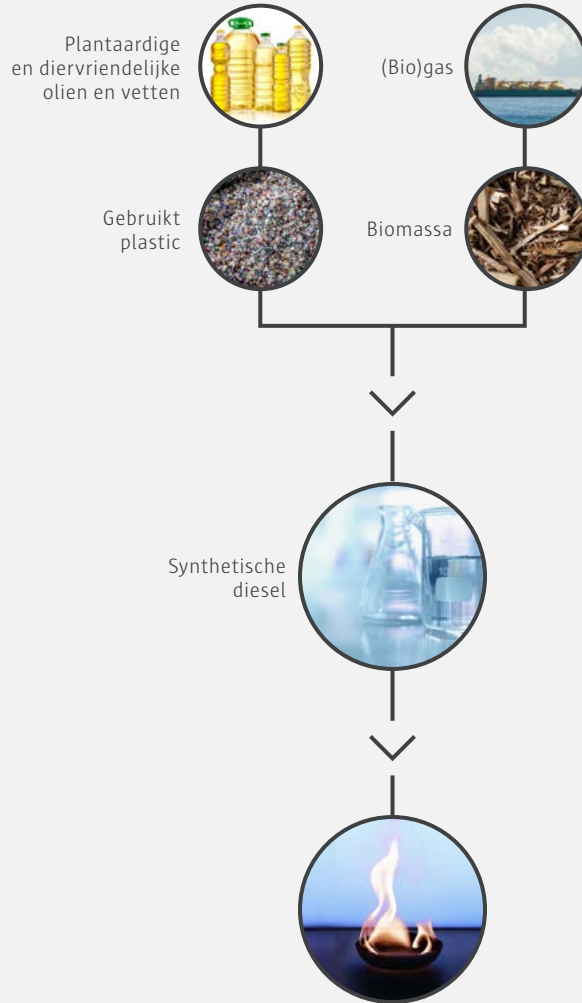 Plantaardige
en diervriendelijke
olien en vetten
(Bio)gas
Gebruikt
plastic
Biomassa
Synthetische
diesel